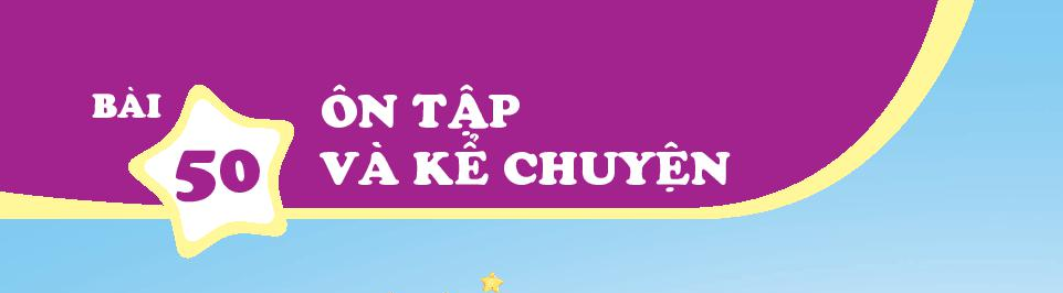 BÀI
50
ÔN TẬP
VÀ KỂ CHUYỆN